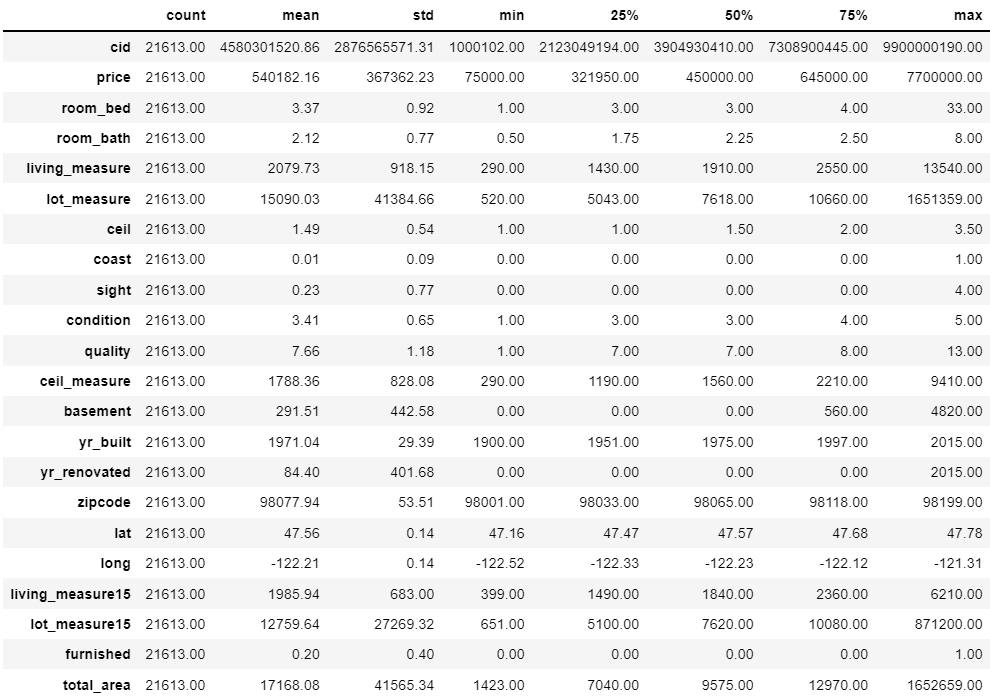 count mean std min 25% 50% 75% max
cid 21613.00 4580301520.86 2876565571.31 1000102.00 2123049194.00 3904930410.00 7308900445.00 9900000190.00
price 21613.00 540182.16 367362.23 75000.00 321950.00 450000.00 645000.00 7700000.00
room_bed 21613.00 3.37 0.92 1.00 3.00 3.00 4.00 33.00
room_bath 21613.00 2.12 0.77 0.50 1.75 2.25 2.50 8.00
living_measure 21613.00 2079.73 918.15 290.00 1430.00 1910.00 2550.00 13540.00
lot_measure 21613.00 15090.03 41384.66 520.00 5043.00 7618.00 10660.00 1651359.00
ceil 21613.00 1.49 0.54 1.00 1.00 1.50 2.00 3.50
coast 21613.00 0.01 0.09 0.00 0.00 0.00 0.00 1.00
sight 21613.00 0.23 0.77 0.00 0.00 0.00 0.00 4.00
condition 21613.00 3.41 0.65 1.00 3.00 3.00 4.00 5.00
quality 21613.00 7.66 1.18 1.00 7.00 7.00 8.00 13.00
ceil_measure 21613.00 1788.36 828.08 290.00 1190.00 1560.00 2210.00 9410.00
basement 21613.00 291.51 442.58 0.00 0.00 0.00 560.00 4820.00
yr_built 21613.00 1971.04 29.39 1900.00 1951.00 1975.00 1997.00 2015.00
yr_renovated 21613.00 84.40 401.68 0.00 0.00 0.00 0.00 2015.00
zipcode 21613.00 98077.94 53.51 98001.00 98033.00 98065.00 98118.00 98199.00
lat 21613.00 47.56 0.14 47.16 47.47 47.57 47.68 47.78
long 21613.00 -122.21 0.14 -122.52 -122.33 -122.23 -122.12 -121.31
living_measure15 21613.00 1985.94 683.00 399.00 1490.00 1840.00 2360.00 6210.00
lot_measure15 21613.00 12759.64 27269.32 651.00 5100.00 7620.00 10080.00 871200.00
furnished 21613.00 0.20 0.40 0.00 0.00 0.00 0.00 1.00
total_area 21613.00 17168.08 41565.34 1423.00 7040.00 9575.00 12970.00 1652659.00